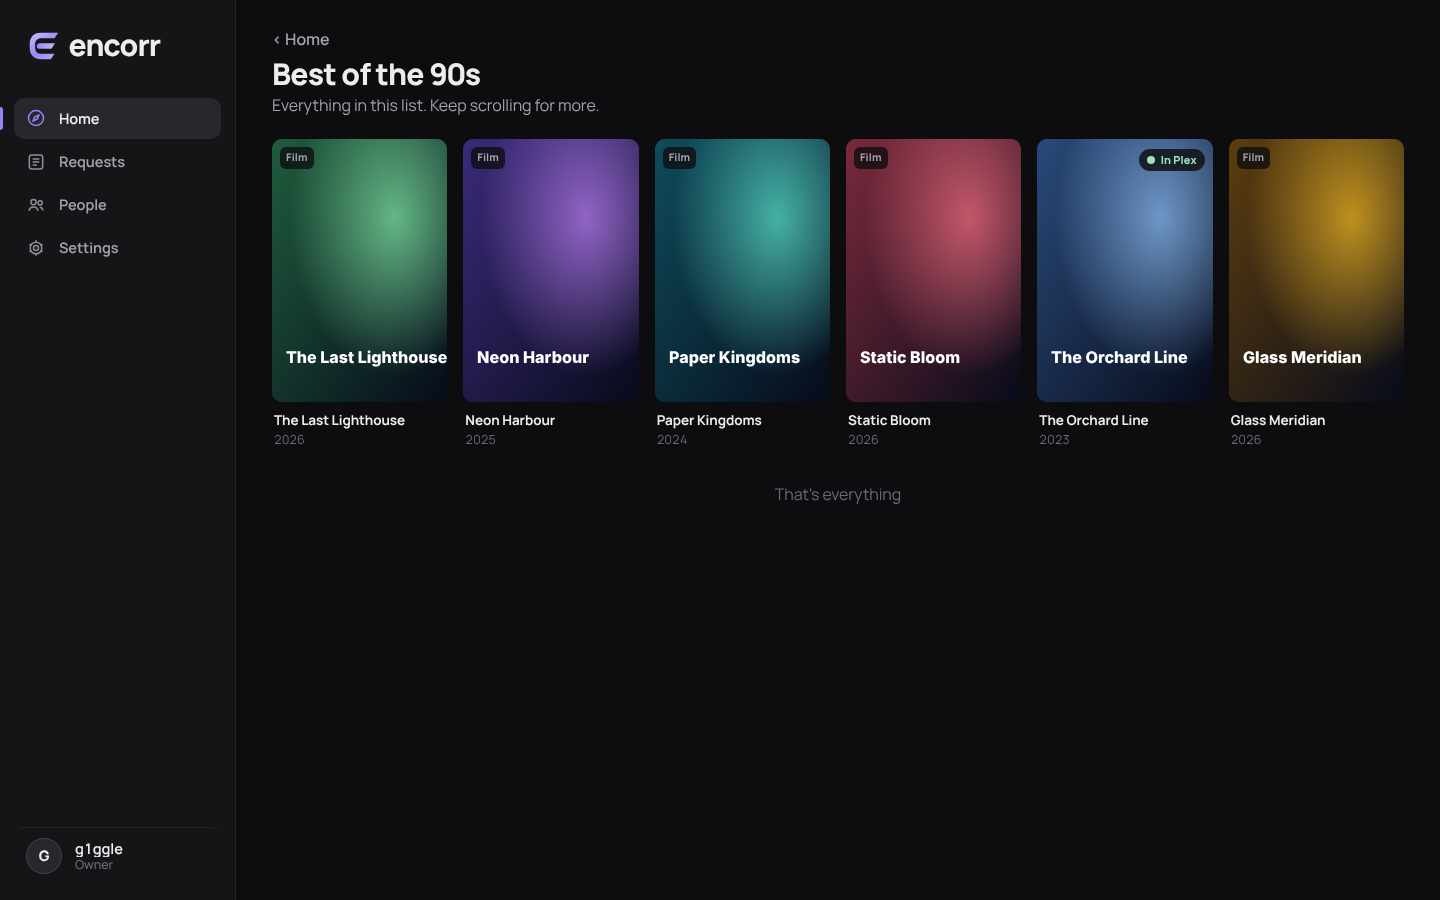 encorr
Home
Requests
People
Settings
g1ggle
Owner
G
‹ Home
Best of the 90s
Everything in this list. Keep scrolling for more.
Film
The Last Lighthouse
The Last Lighthouse
2026
Film
Neon Harbour
Neon Harbour
2025
Film
Paper Kingdoms
Paper Kingdoms
2024
Film
Static Bloom
Static Bloom
2026
In Plex
The Orchard Line
The Orchard Line
2023
Film
Glass Meridian
Glass Meridian
2026
That's everything